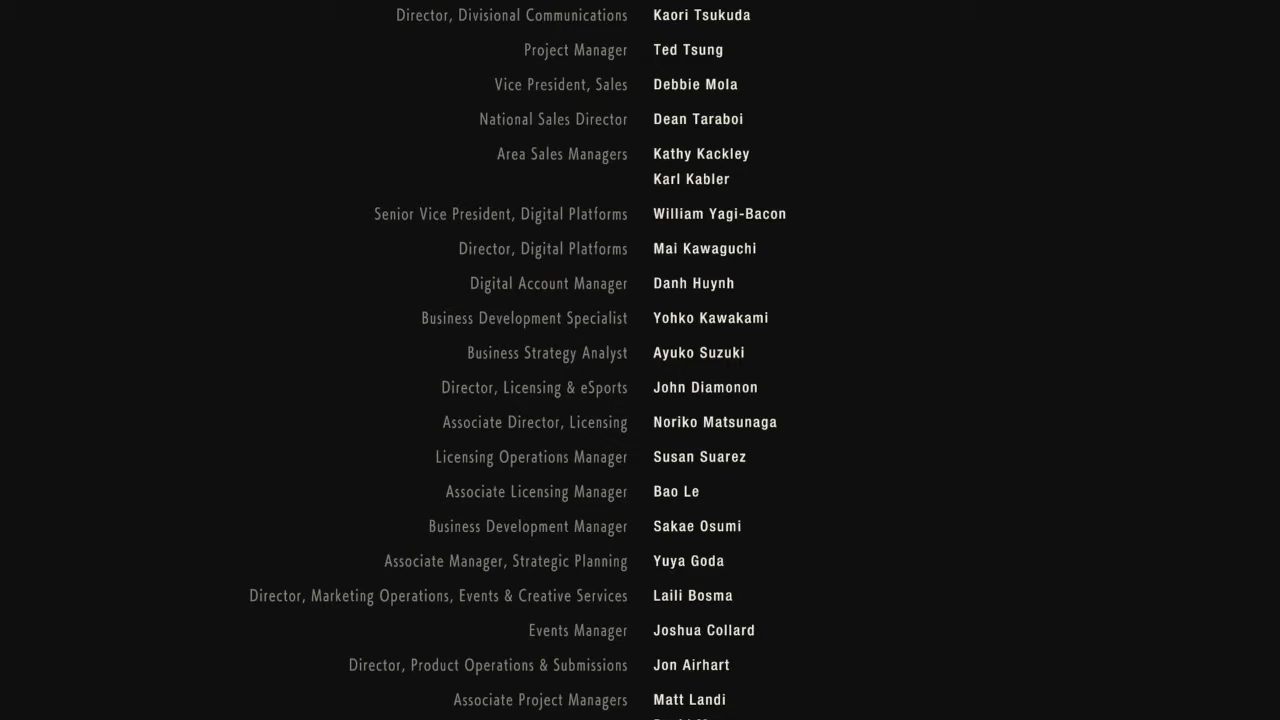 Director, Divisional Communications Kaori Tsukuda
Project Manager Ted Tsung
Vice President, Sales Debbie Mola
National Sales Director Dean Taraboi
Area Sales Managers Kathy Kackley
Karl Kabler
Senior Vice President, Digital Platforms William Yagi-Bacon
Director, Digital Platforms Mai Kawaguchi
Digital Account Manager Danh Huynh
Business Development Specialist Yohko Kawakami
Business Strategy Analyst Ayuko Suzuki
Director, Licensing & eSports John Diamonon
Associate Director, Licensing Noriko Matsunaga
Licensing Operations Manager Susan Suarez
Associate Licensing Manager Bao Le
Business Development Manager Sakae Osumi
Associate Manager, Strategic Planning Yuya Goda
Director, Marketing Operations, Events & Creative Services Laili Bosma
Events Manager Joshua Collard
Director, Product Operations & Submissions Jon Airhart
Associate Project Managers Matt Landi